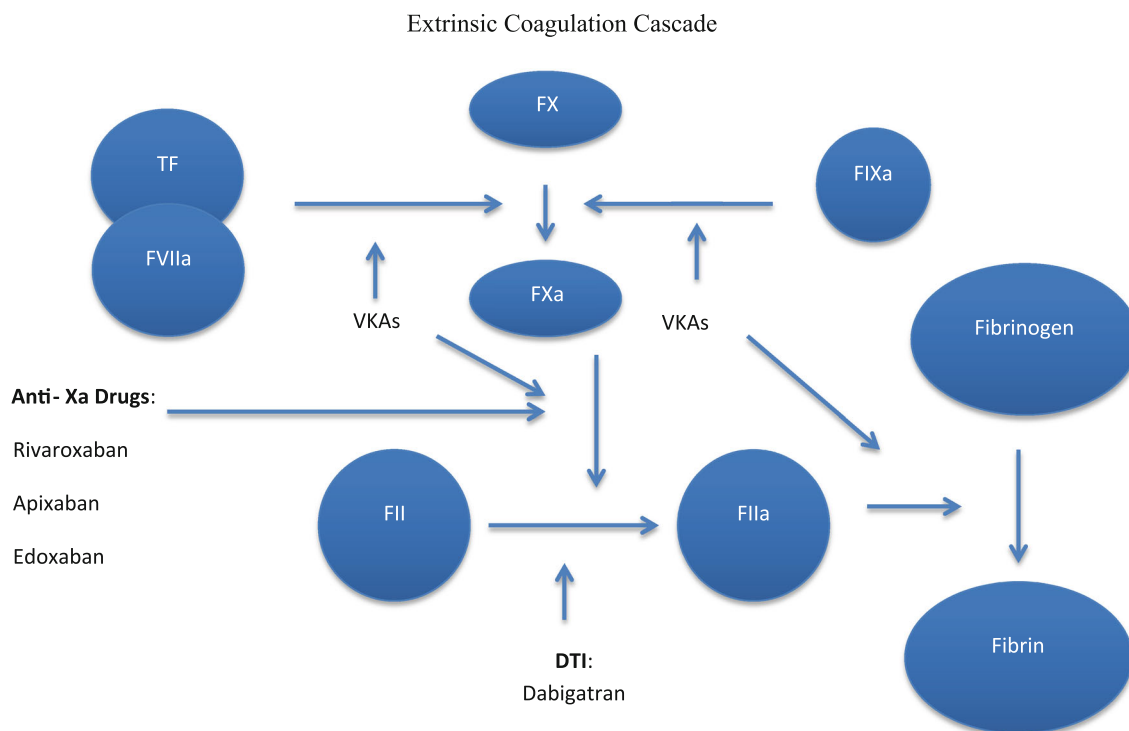 Extrinsic Coagulation Cascade
FX
TF
FIXa
FVIIa
FXa
VKAs
VKAs
Fibrinogen
Anti- Xa Drugs:
Rivaroxaban
Apixaban
Edoxaban
FII
FIIa
Fibrin
DTI:
Dabigatran